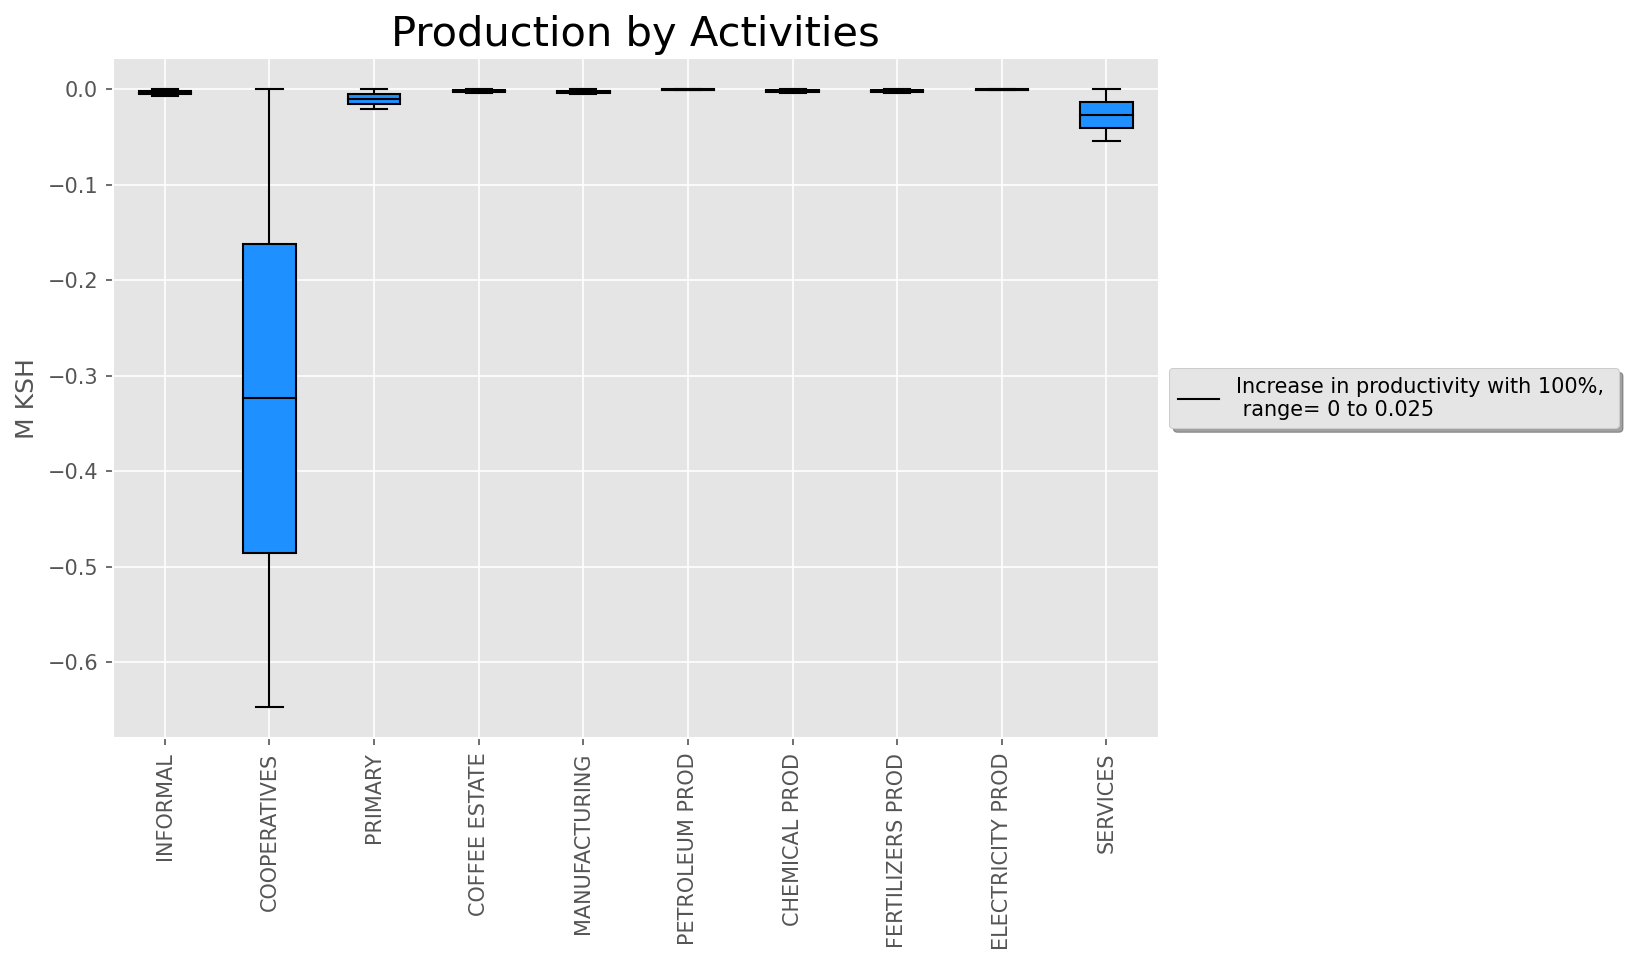 Production by Activities
0.0
−0.1
−0.2
−0.3
−0.4
−0.5
−0.6
M KSH
INFORMAL
COOPERATIVES
PRIMARY
COFFEE ESTATE
MANUFACTURING
PETROLEUM PROD
CHEMICAL PROD
FERTILIZERS PROD
ELECTRICITY PROD
SERVICES
Increase in productivity with 100%,
range= 0 to 0.025